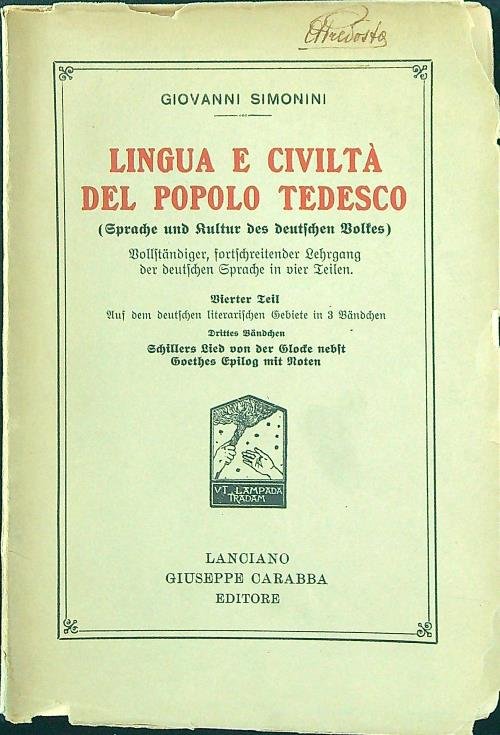 GIOVANNI SIMONINI
LINGUA E CIVILTÀ
DEL POPOLO TEDESCO
(Sprache und Kultur des deutschen Volkes)
Vollständiger, fortschreitender Lehrgang
der deutschen Sprache in vier Teilen.
Vierter Teil
Auf dem deutschen literarischen Gebiete in 3 Bändchen
Drittes Bändchen
Schillers Lied von der Glocke nebst
Goethes Epilog mit Noten
VT LAMPADA
TRADAM
LANCIANO
GIUSEPPE CARABBA
EDITORE